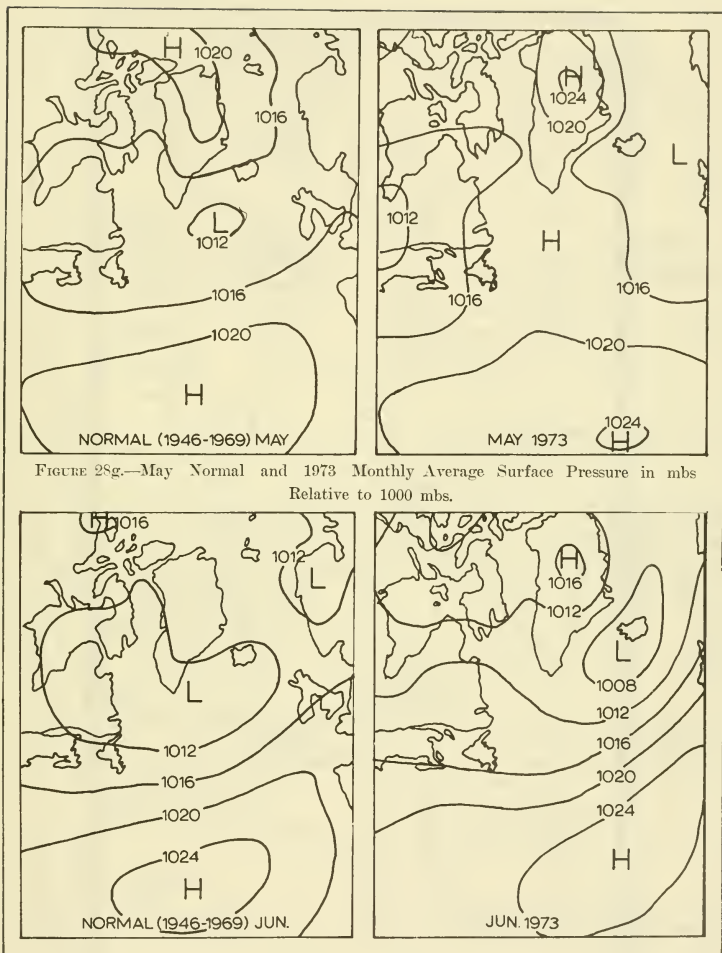 H
1020
1016
L
1012
1016
1020
H
NORMAL (1946-1969) MAY
H
1024
1020
L
1012
H
1016
1016
1020
1024
H
MAY 1973
FIGURE 28g.—May Normal and 1973 Monthly Average Surface Pressure in mbs
Relative to 1000 mbs.
H 1016
1012
L
L
1012
1016
1020
1024
H
NORMAL (1946-1969) JUN.
H
1016
1012
L
1008
1012
1016
1020
1024
H
JUN. 1973